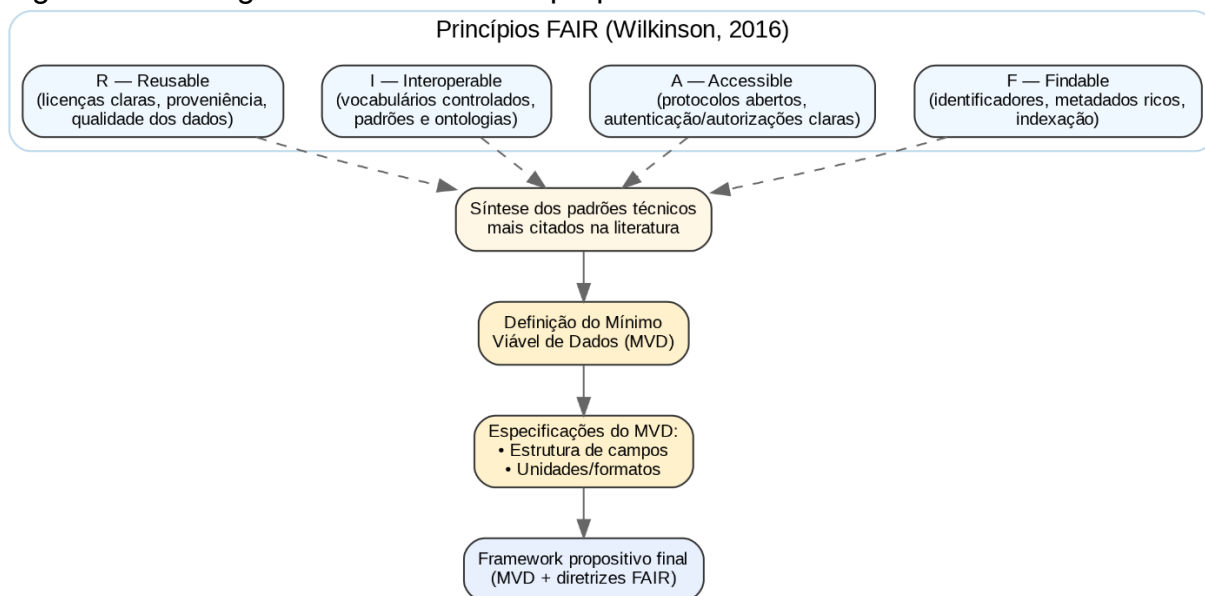 Princípios FAIR (Wilkinson, 2016)
R — Reusable
(licenças claras, proveniência,
qualidade dos dados)
I — Interoperable
(vocabulários controlados,
padrões e ontologias)
A — Accessible
(protocolos abertos,
autenticação/autorizações claras)
F — Findable
(identificadores, metadados ricos,
indexação)
Síntese dos padrões técnicos
mais citados na literatura
Definição do Mínimo
Viável de Dados (MVD)
Especificações do MVD:
• Estrutura de campos
• Unidades/formatos
Framework propositivo final
(MVD + diretrizes FAIR)